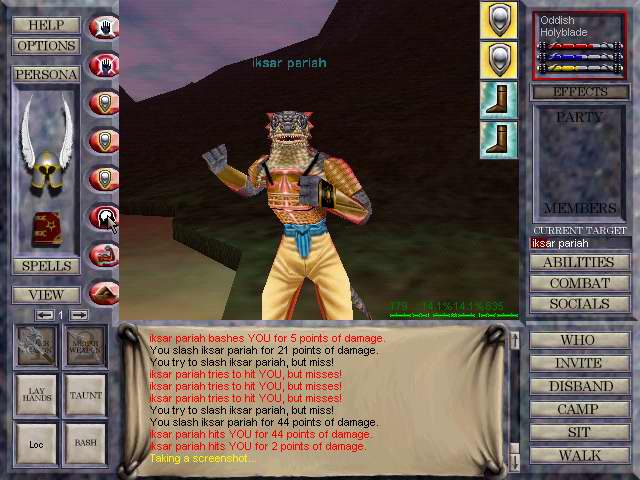 HELP
OPTIONS
PERSONA
SPELLS
VIEW
1
LAY
HANDS
TAUNT
Loc
BASH
iksar pariah
179 14.1%14.1%635
iksar pariah bashes YOU for 5 points of damage.
You slash iksar pariah for 21 points of damage.
You try to slash iksar pariah, but miss!
iksar pariah tries to hit YOU, but misses!
iksar pariah tries to hit YOU, but misses!
iksar pariah tries to hit YOU, but misses!
You try to slash iksar pariah, but miss!
You slash iksar pariah for 44 points of damage.
iksar pariah hits YOU for 44 points of damage.
iksar pariah hits YOU for 2 points of damage.
Taking a screenshot...
Oddish
Holyblade
EFFECTS
PARTY
MEMBERS
CURRENT TARGET
iksar pariah
ABILITIES
COMBAT
SOCIALS
WHO
INVITE
DISBAND
CAMP
SIT
WALK